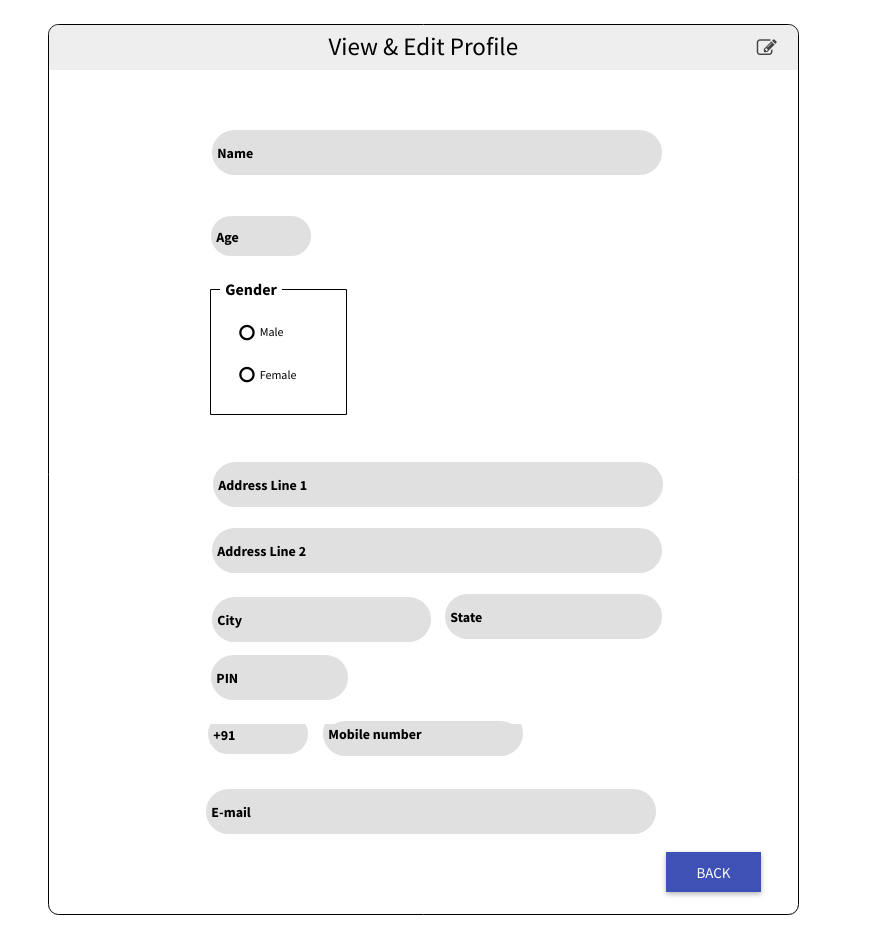 View & Edit Profile
Name
Age
Gender
Male
Female
Address Line 1
Address Line 2
City
State
PIN
+91
Mobile number
E-mail
BACK